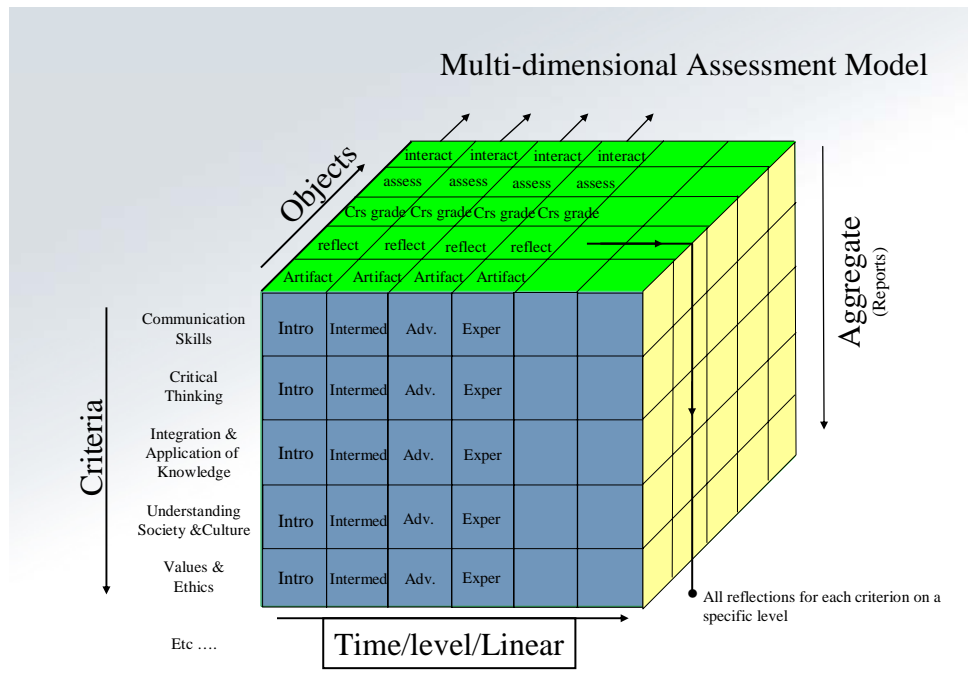 Multi-dimensional Assessment Model
Objects
interact interact interact interact
assess assess assess assess
Crs grade Crs grade Crs grade Crs grade
reflect reflect reflect reflect
Artifact Artifact Artifact Artifact
Aggregate
(Reports)
Criteria
Communication
Skills
Intro Intermed Adv. Exper
Critical
Thinking
Intro Intermed Adv. Exper
Integration &
Application of
Knowledge
Intro Intermed Adv. Exper
Understanding
Society &Culture
Intro Intermed Adv. Exper
Values &
Ethics
Intro Intermed Adv. Exper
All reflections for each criterion on a
specific level
Etc ….
Time/level/Linear